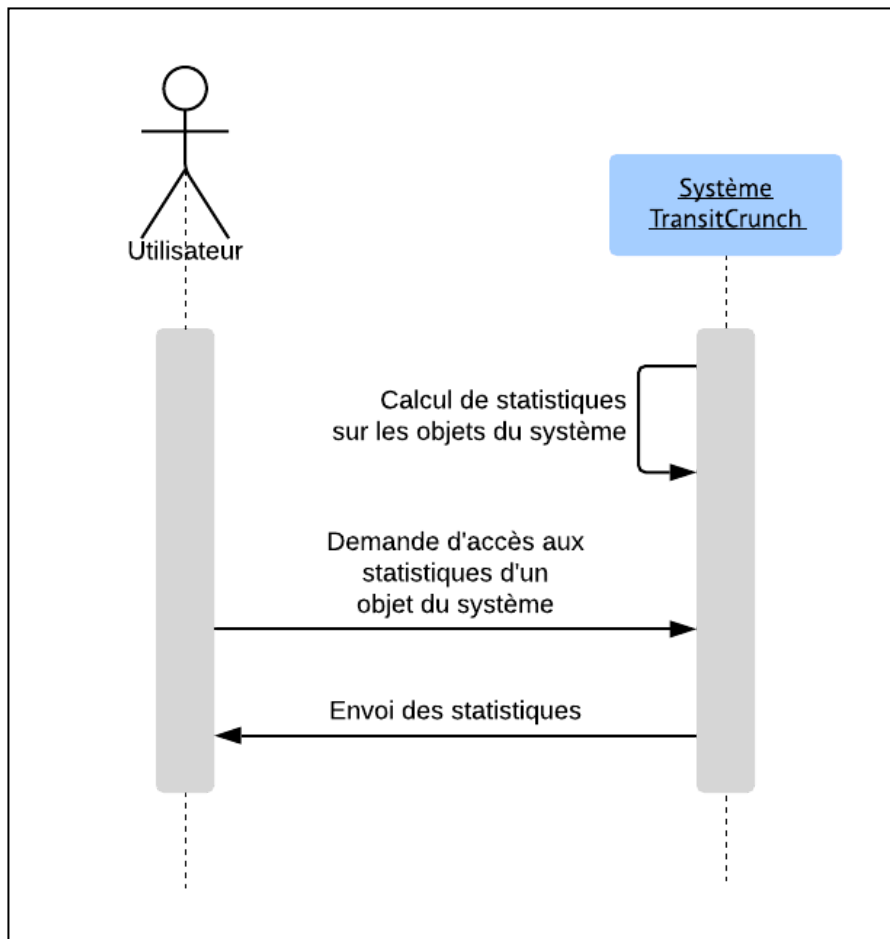 Utilisateur
Système
TransitCrunch
Calcul de statistiques
sur les objets du système
Demande d'accès aux
statistiques d'un
objet du système
Envoi des statistiques